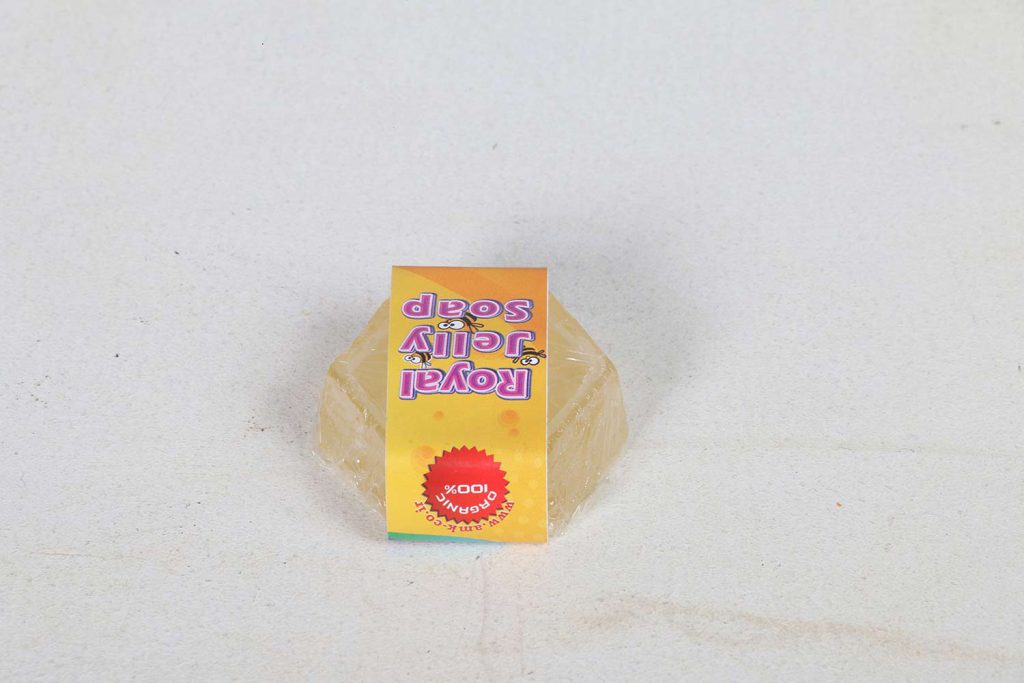 Royal
Jelly
Soap
100%
ORGANIC
www.amk-co.ir